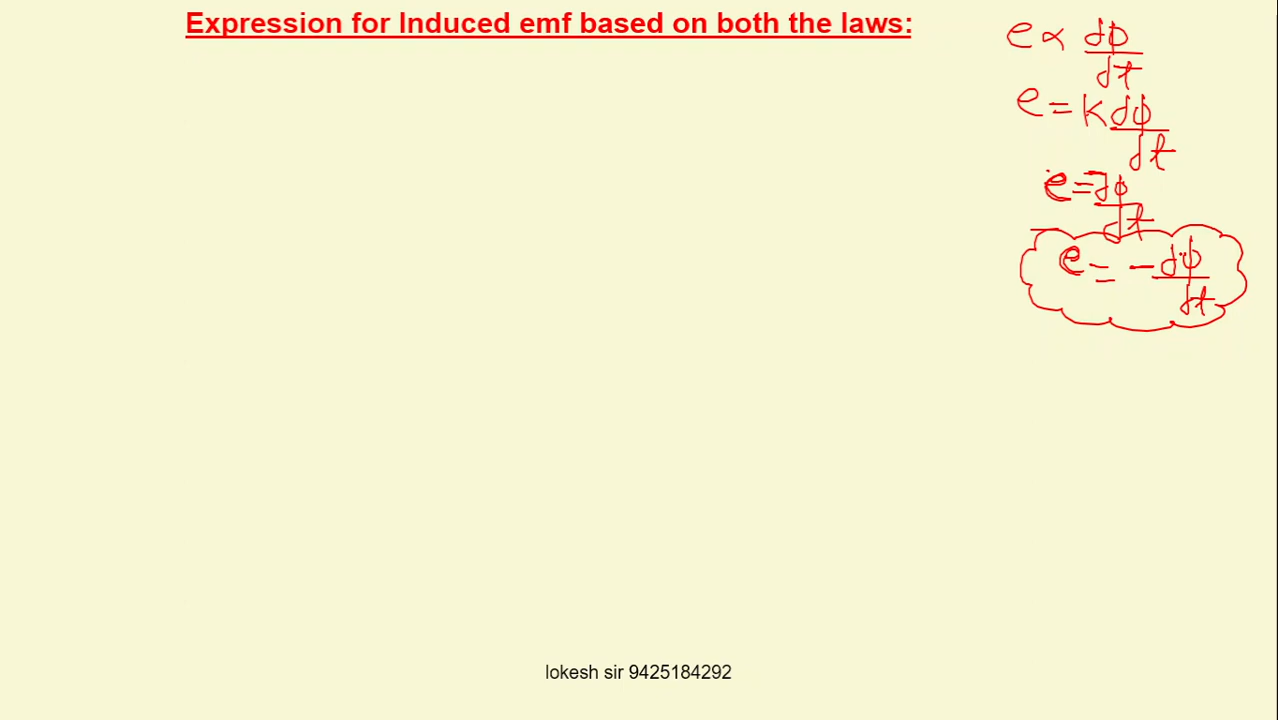 Expression for Induced emf based on both the laws:
e ∝ dφ/dt
e = K dφ/dt
e = dφ/dt
e = - dφ/dt
lokesh sir 9425184292